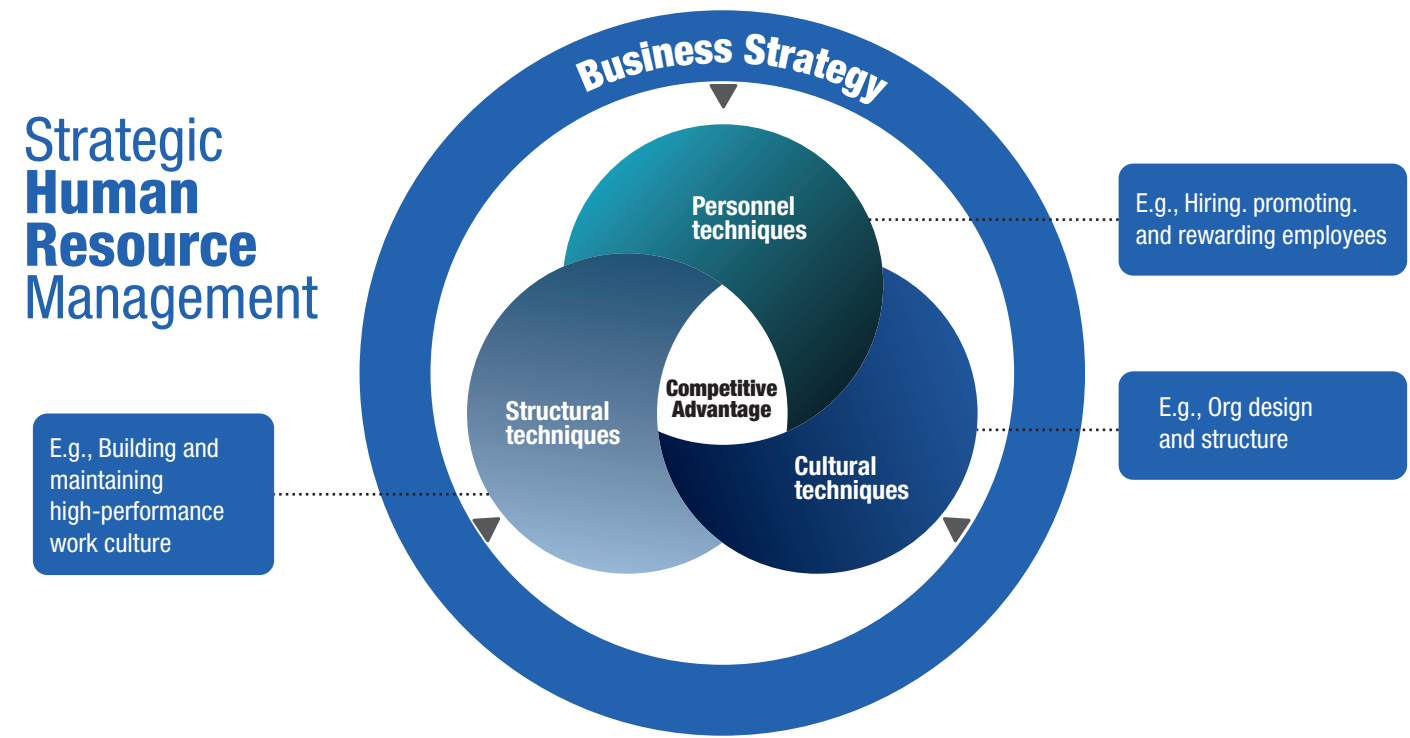 Strategic
Human
Resource
Management
Business Strategy
Personnel
techniques
E.g., Hiring. promoting.
and rewarding employees
Competitive
Advantage
Structural
techniques
Cultural
techniques
E.g., Org design
and structure
E.g., Building and
maintaining
high-performance
work culture